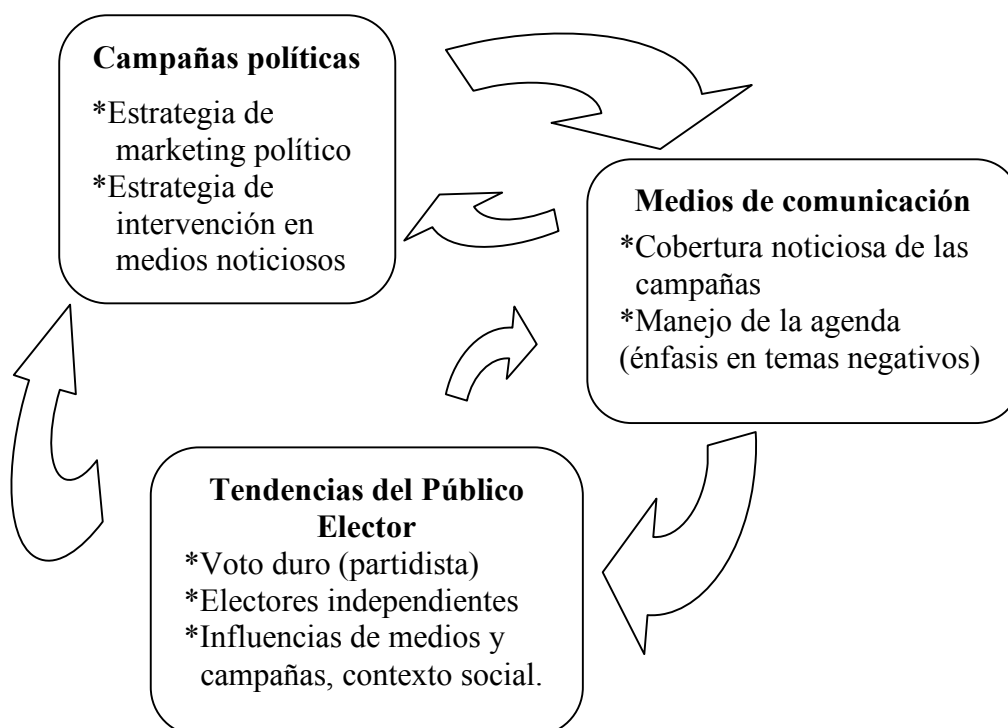 Campañas políticas
*Estrategia de
marketing político
*Estrategia de
intervención en
medios noticiosos
Medios de comunicación
*Cobertura noticiosa de las
campañas
*Manejo de la agenda
(énfasis en temas negativos)
Tendencias del Público
Elector
*Voto duro (partidista)
*Electores independientes
*Influencias de medios y
campañas, contexto social.